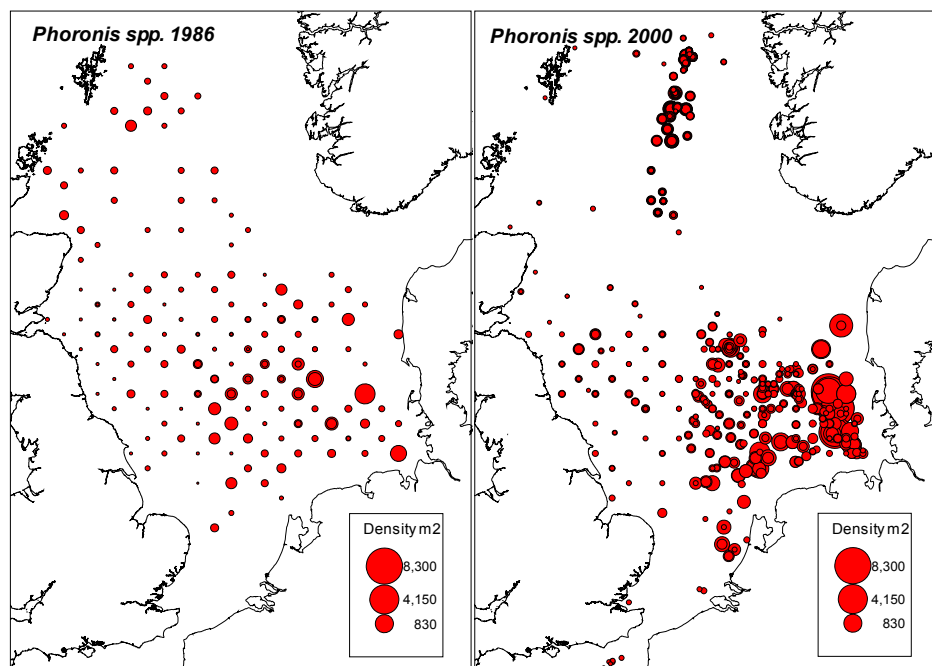 Phoronis spp. 1986
Density m2
8,300
4,150
830
Phoronis spp. 2000
Density m2
8,300
4,150
830